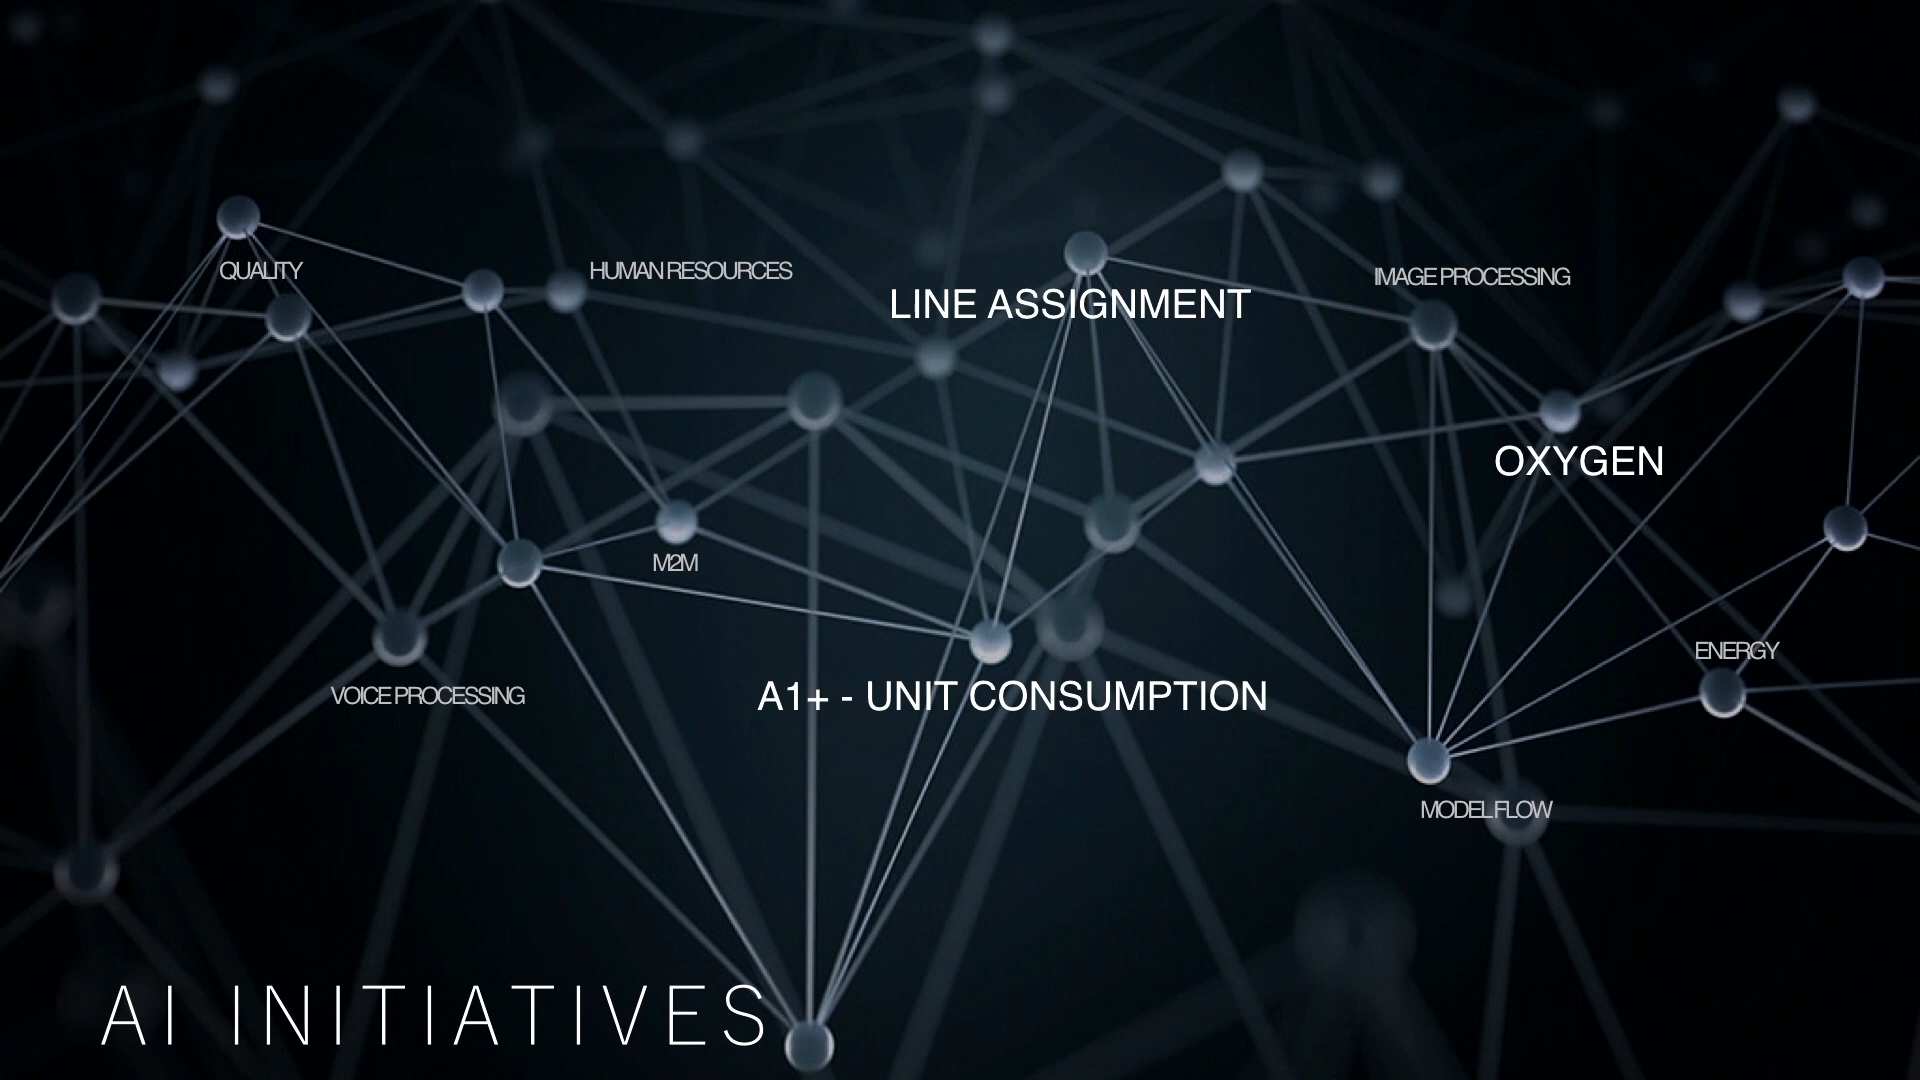 QUALITY
HUMAN RESOURCES
LINE ASSIGNMENT
IMAGE PROCESSING
OXYGEN
M2M
ENERGY
VOICE PROCESSING
A1+ - UNIT CONSUMPTION
MODEL FLOW
AI INITIATIVES